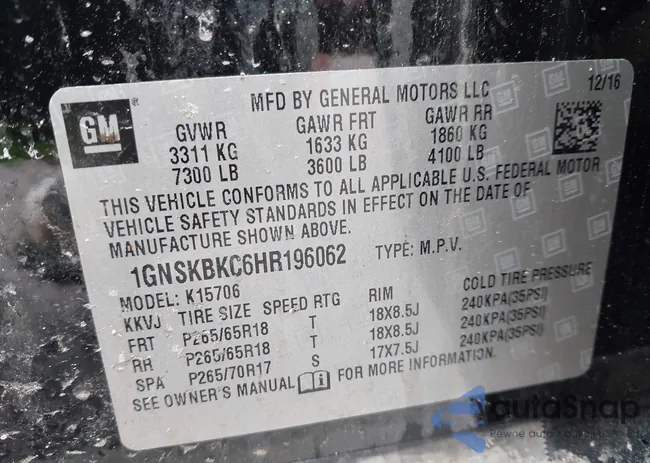 GM
®
MFD BY GENERAL MOTORS LLC
12/16
GVWR GAWR FRT GAWR RR
3311 KG 1633 KG 1860 KG
7300 LB 3600 LB 4100 LB
THIS VEHICLE CONFORMS TO ALL APPLICABLE U.S. FEDERAL MOTOR
VEHICLE SAFETY STANDARDS IN EFFECT ON THE DATE OF
MANUFACTURE SHOWN ABOVE.
1GNSKBKC6HR196062 TYPE: M.P.V.
MODEL: K15706
KKVJ TIRE SIZE SPEED RTG RIM COLD TIRE PRESSURE
FRT P265/65R18 T 18X8.5J 240KPA(35PSI)
RR P265/65R18 T 18X8.5J 240KPA(35PSI)
SPA P265/70R17 S 17X7.5J 240KPA(35PSI)
SEE OWNER'S MANUAL i FOR MORE INFORMATION.
autaSnap
Pewne auta